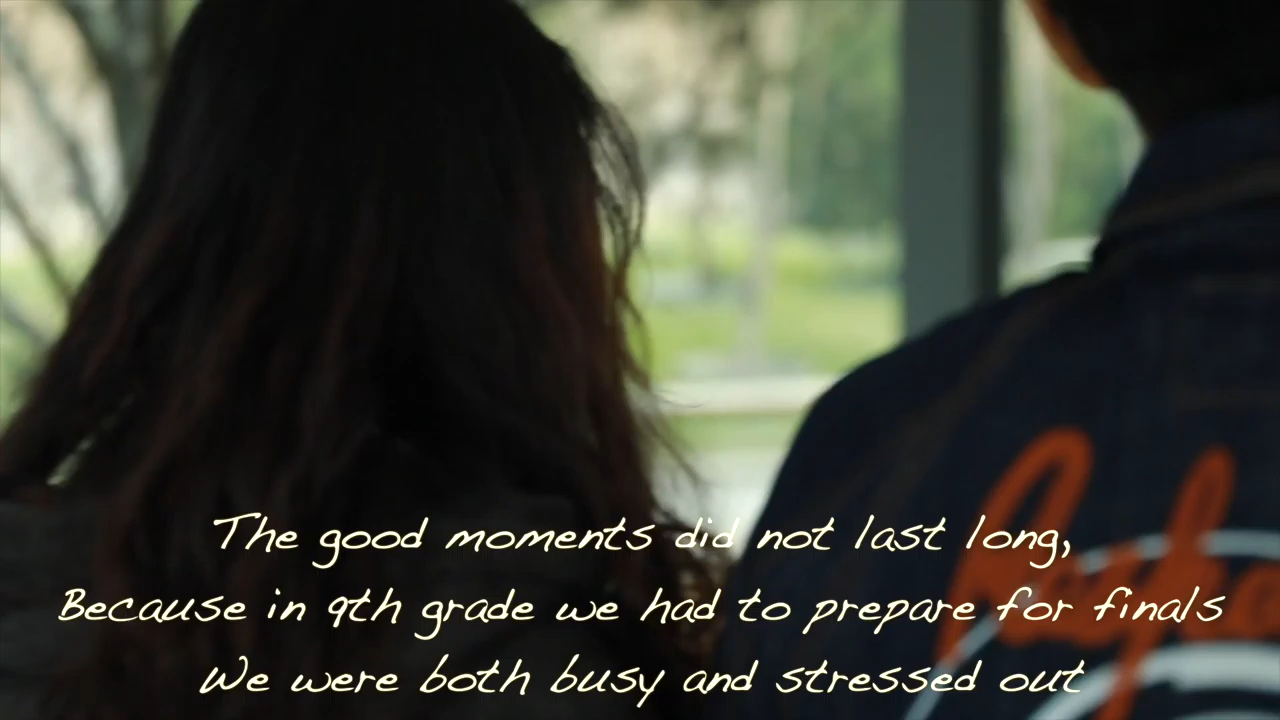 The good moments did not last long,
Because in 9th grade we had to prepare for finals
We were both busy and stressed out